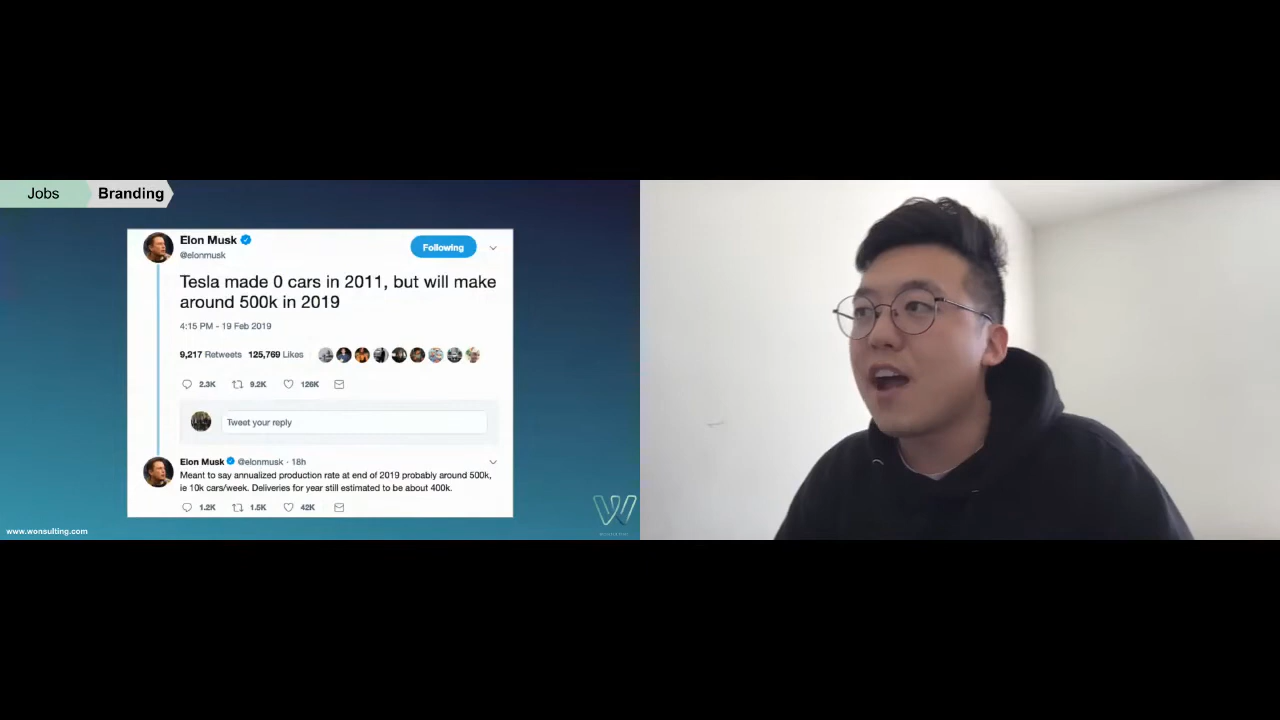 Jobs
Branding
Elon Musk
@elonmusk
Following
Tesla made 0 cars in 2011, but will make
around 500k in 2019
4:15 PM - 19 Feb 2019
9,217 Retweets 125,769 Likes
2.3K 9.2K 126K
Tweet your reply
Elon Musk @elonmusk · 18h
Meant to say annualized production rate at end of 2019 probably around 500k,
ie 10k cars/week. Deliveries for year still estimated to be about 400k.
1.2K 1.5K 42K
www.wonsulting.com